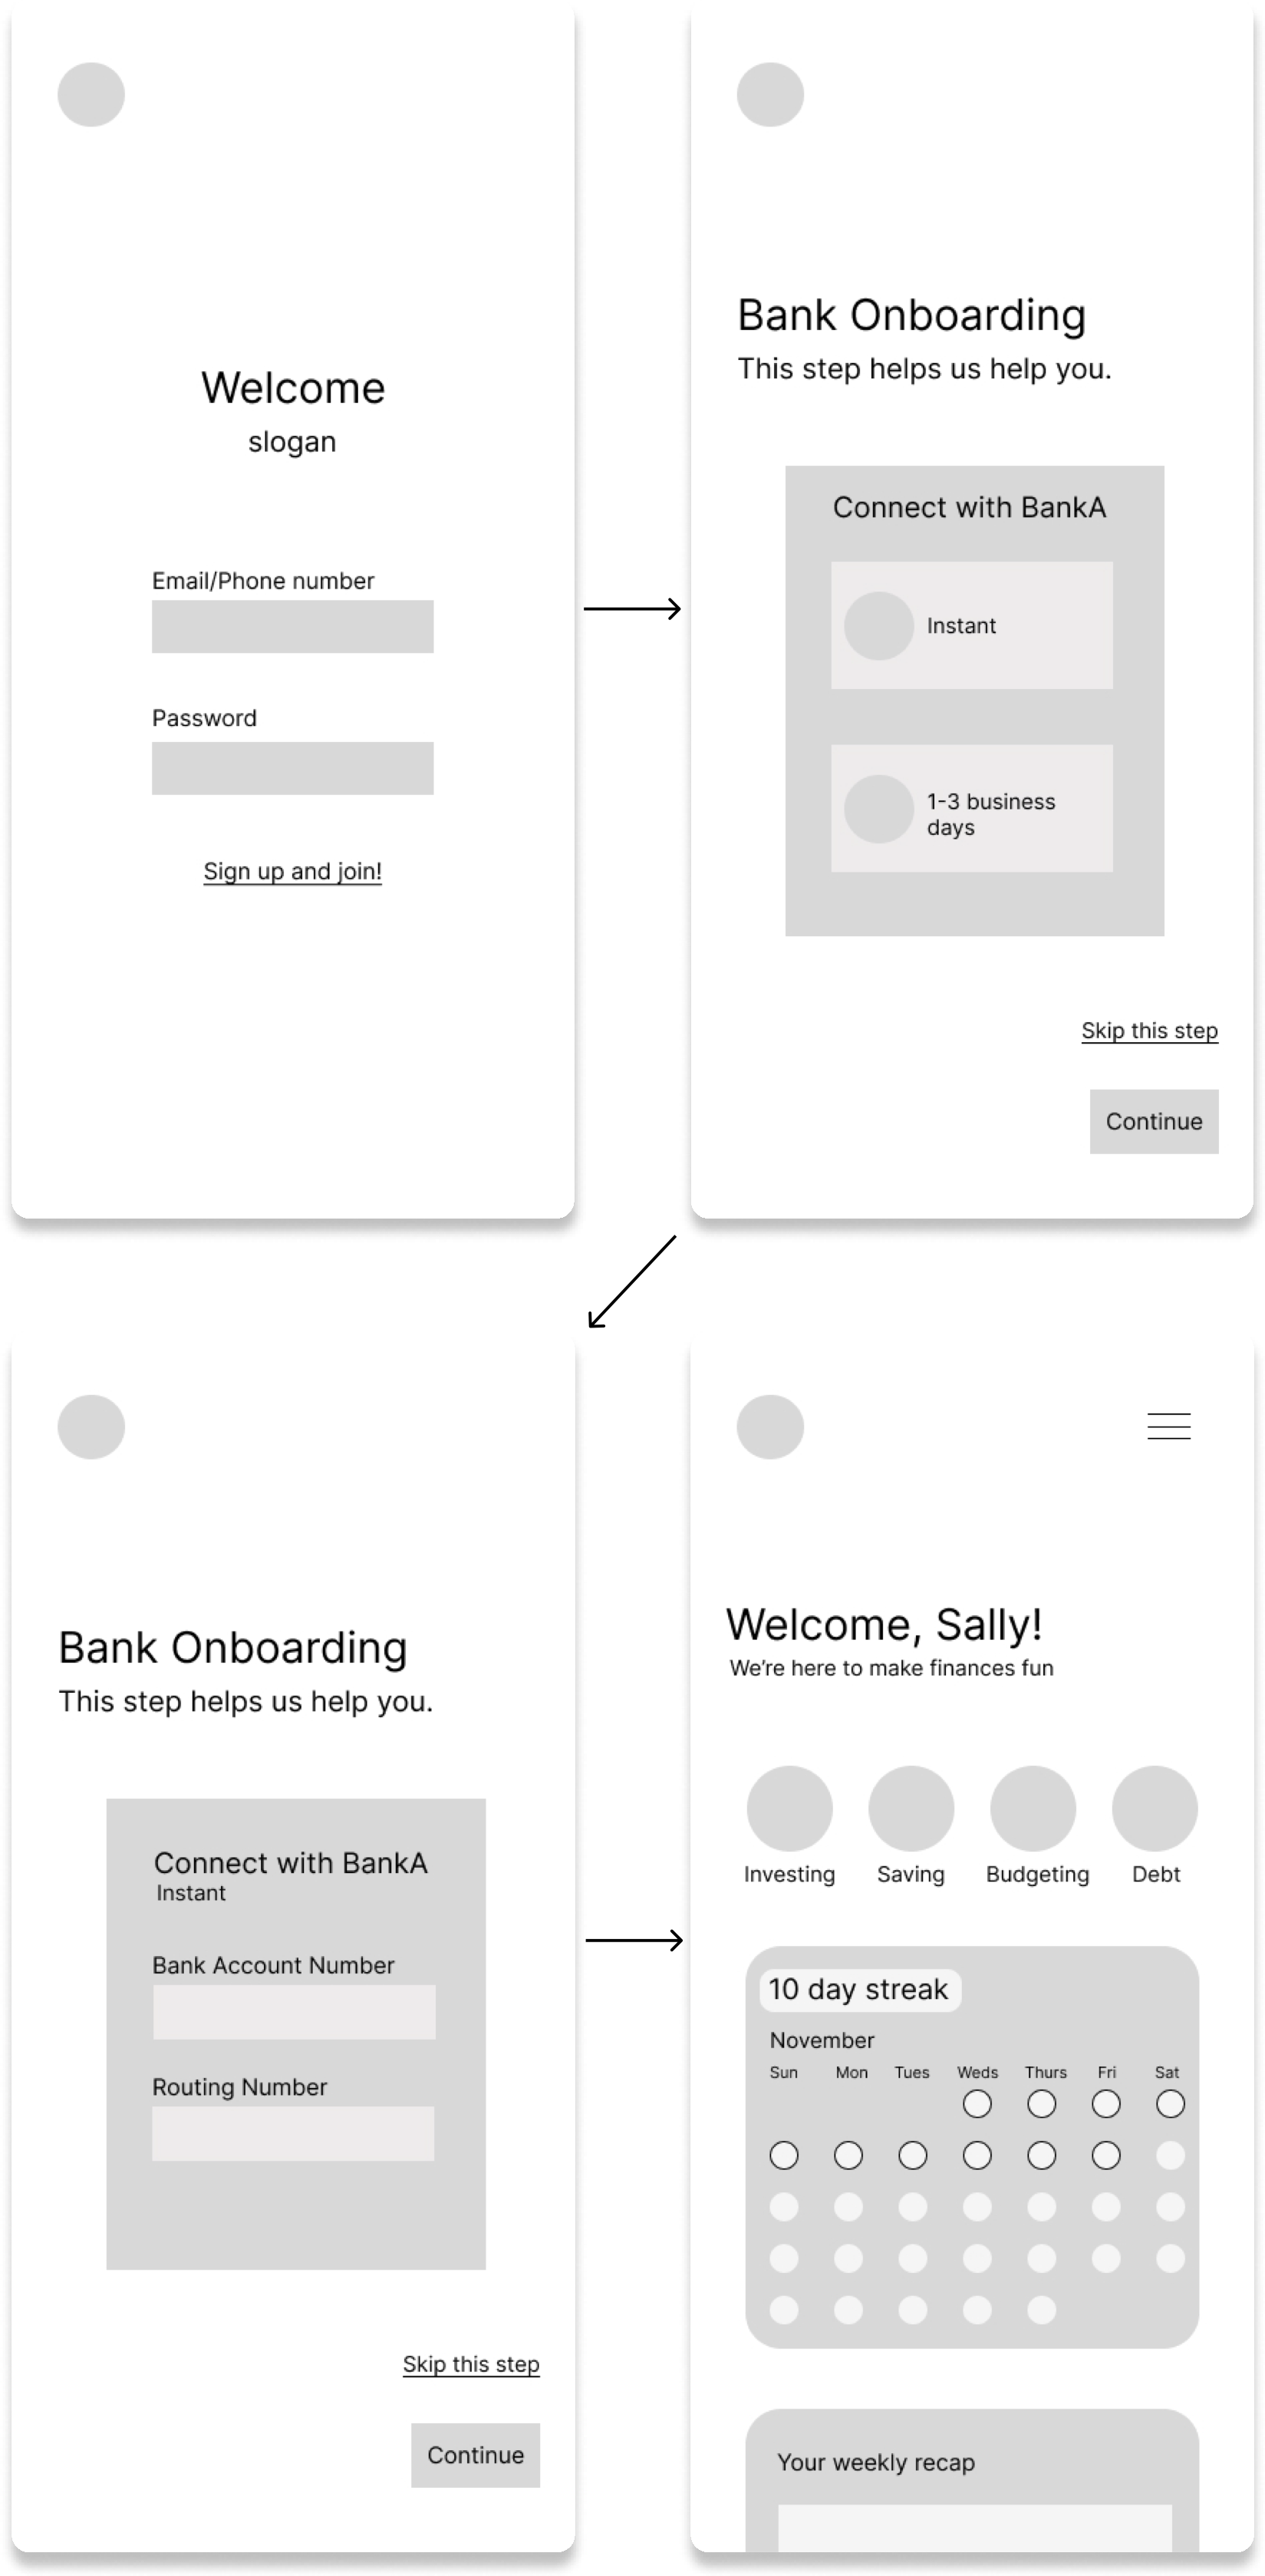 Welcome
slogan
Email/Phone number
Password
Sign up and join!
Bank Onboarding
This step helps us help you.
Connect with BankA
Instant
1-3 business
days
Skip this step
Continue
Bank Onboarding
This step helps us help you.
Connect with BankA
Instant
Bank Account Number
Routing Number
Skip this step
Continue
Welcome, Sally!
We're here to make finances fun
Investing Saving Budgeting Debt
10 day streak
November
Sun Mon Tues Weds Thurs Fri Sat
Your weekly recap